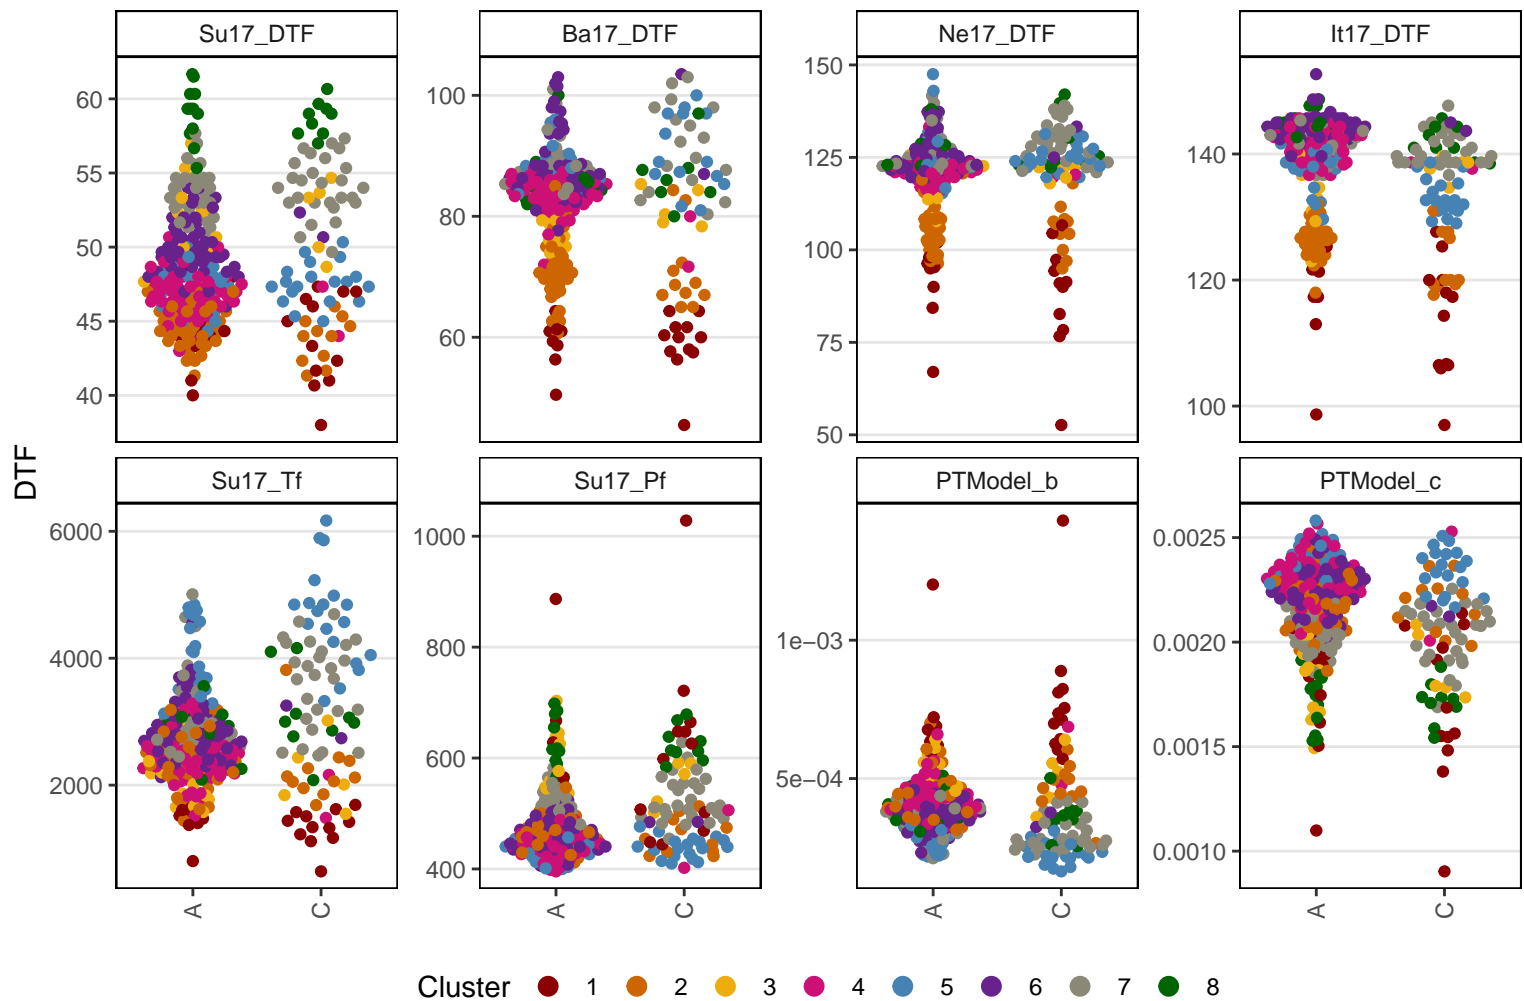 Su17_DTF
Ba17_DTF
Ne17_DTF
It17_DTF
60
55
50
45
40
100
80
60
150
125
100
75
50
140
120
100
DTF
Su17_Tf
Su17_Pf
PTModel_b
PTModel_c
6000
4000
2000
1000
800
600
400
1e−03
5e−04
0.0025
0.0020
0.0015
0.0010
A
C
A
C
A
C
A
C
Cluster 1 2 3 4 5 6 7 8